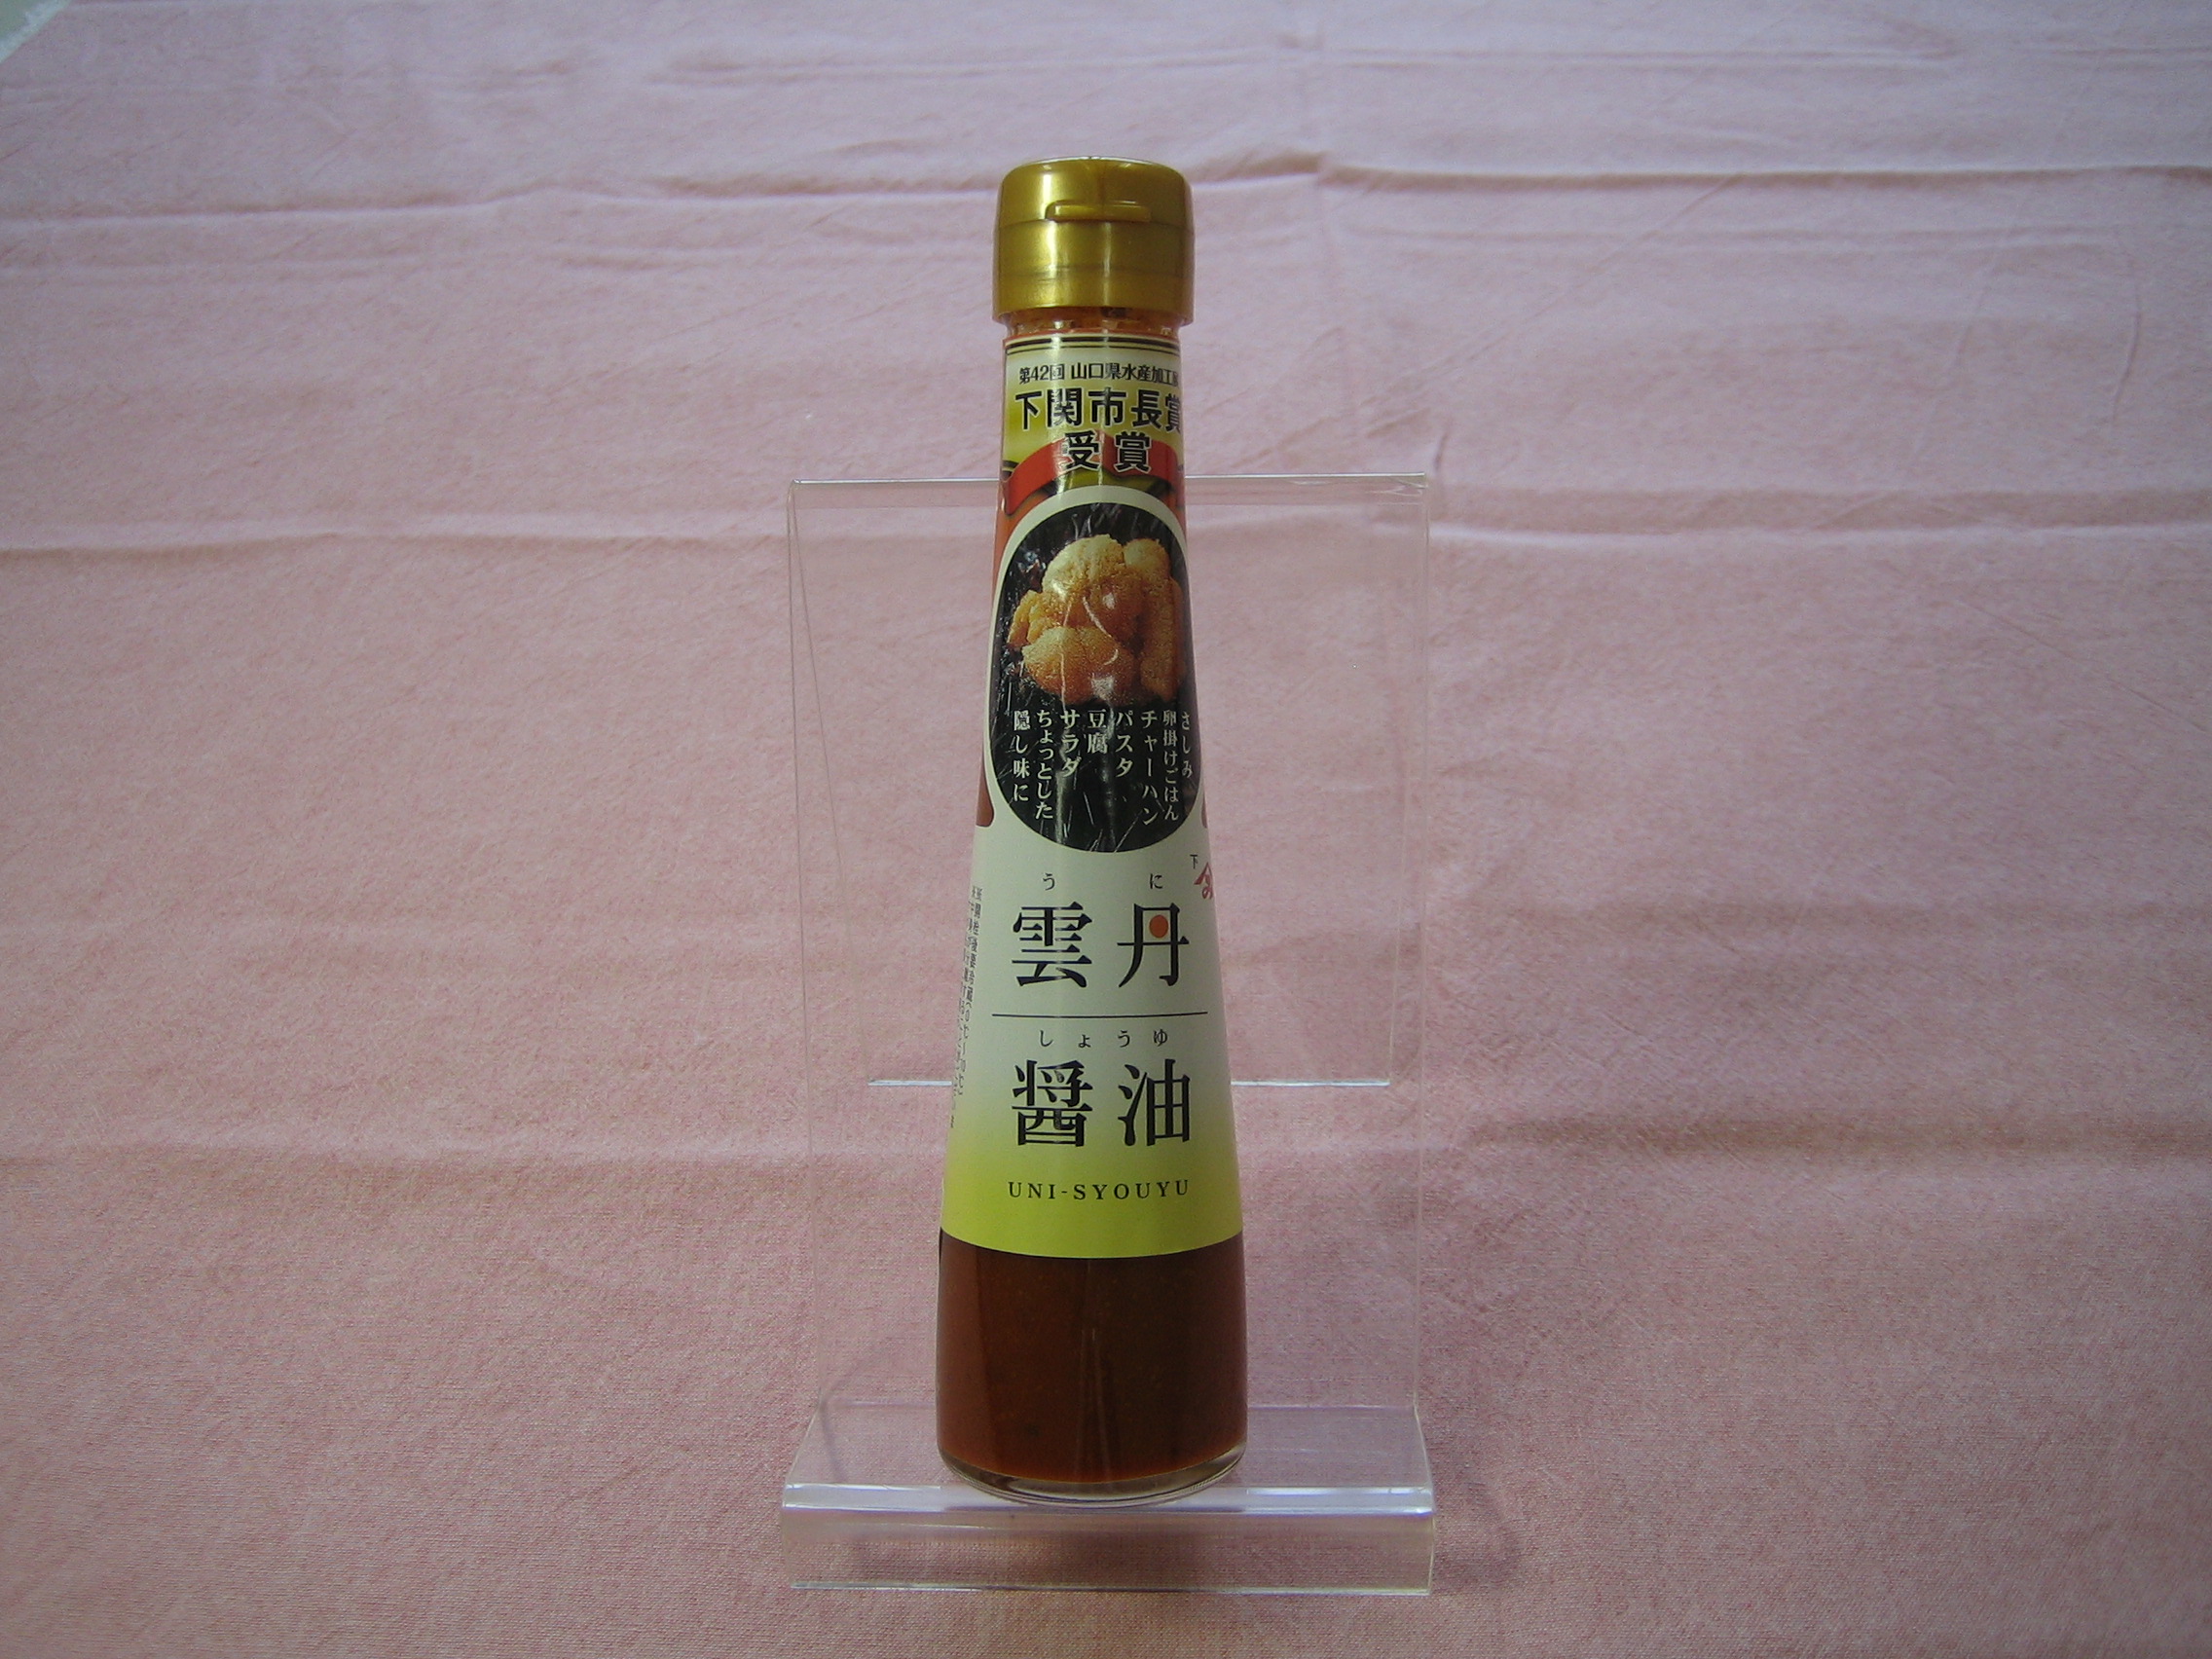 第42回 山口県水産加工展
下関市長賞
受賞
さしみ
卵掛けごはん
チャーハン
パスタ
豆腐
サラダ
ちょっとした
隠し味に
うに
雲丹
しょうゆ
醤油
UNI-SYOUYU
下